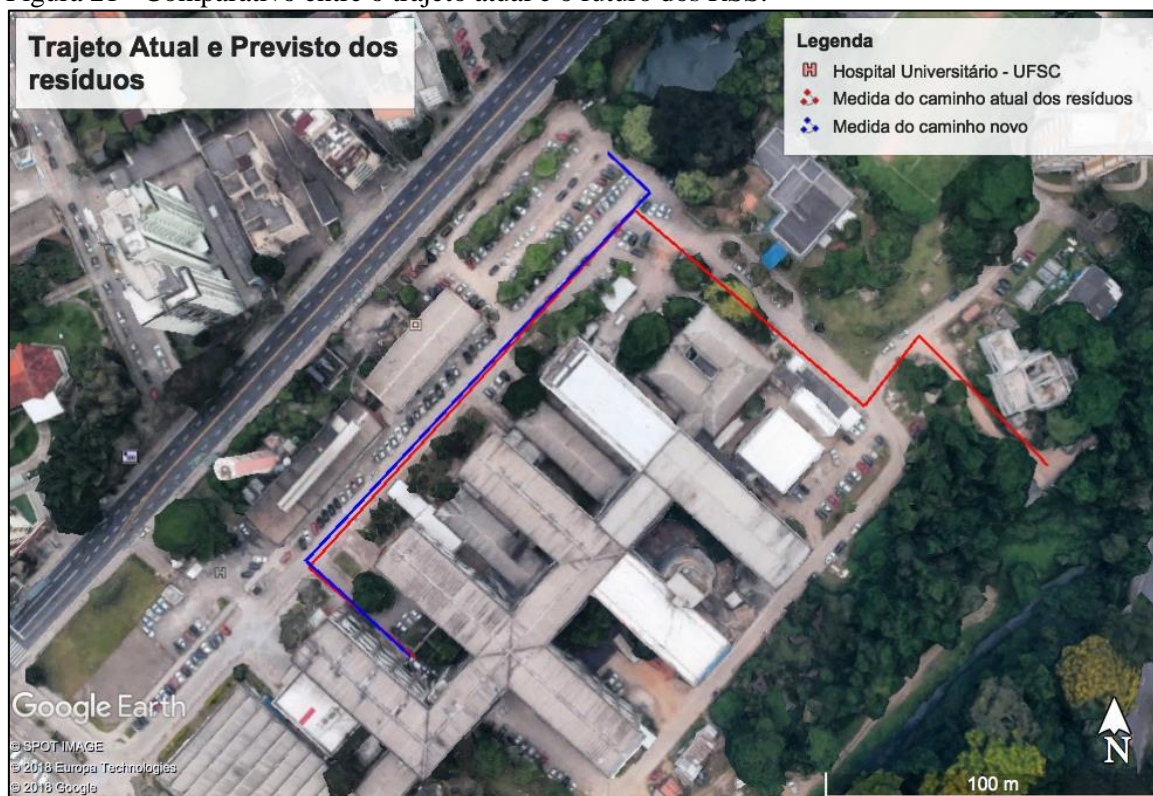 Figura 21 - Comparativo entre o trajeto atual e o futuro dos RSS.
Trajeto Atual e Previsto dos
resíduos
Legenda
Hospital Universitário - UFSC
Medida do caminho atual dos resíduos
Medida do caminho novo
H
Google Earth
© SPOT IMAGE
© 2018 Europa Technologies
© 2018 Google
N
100 m